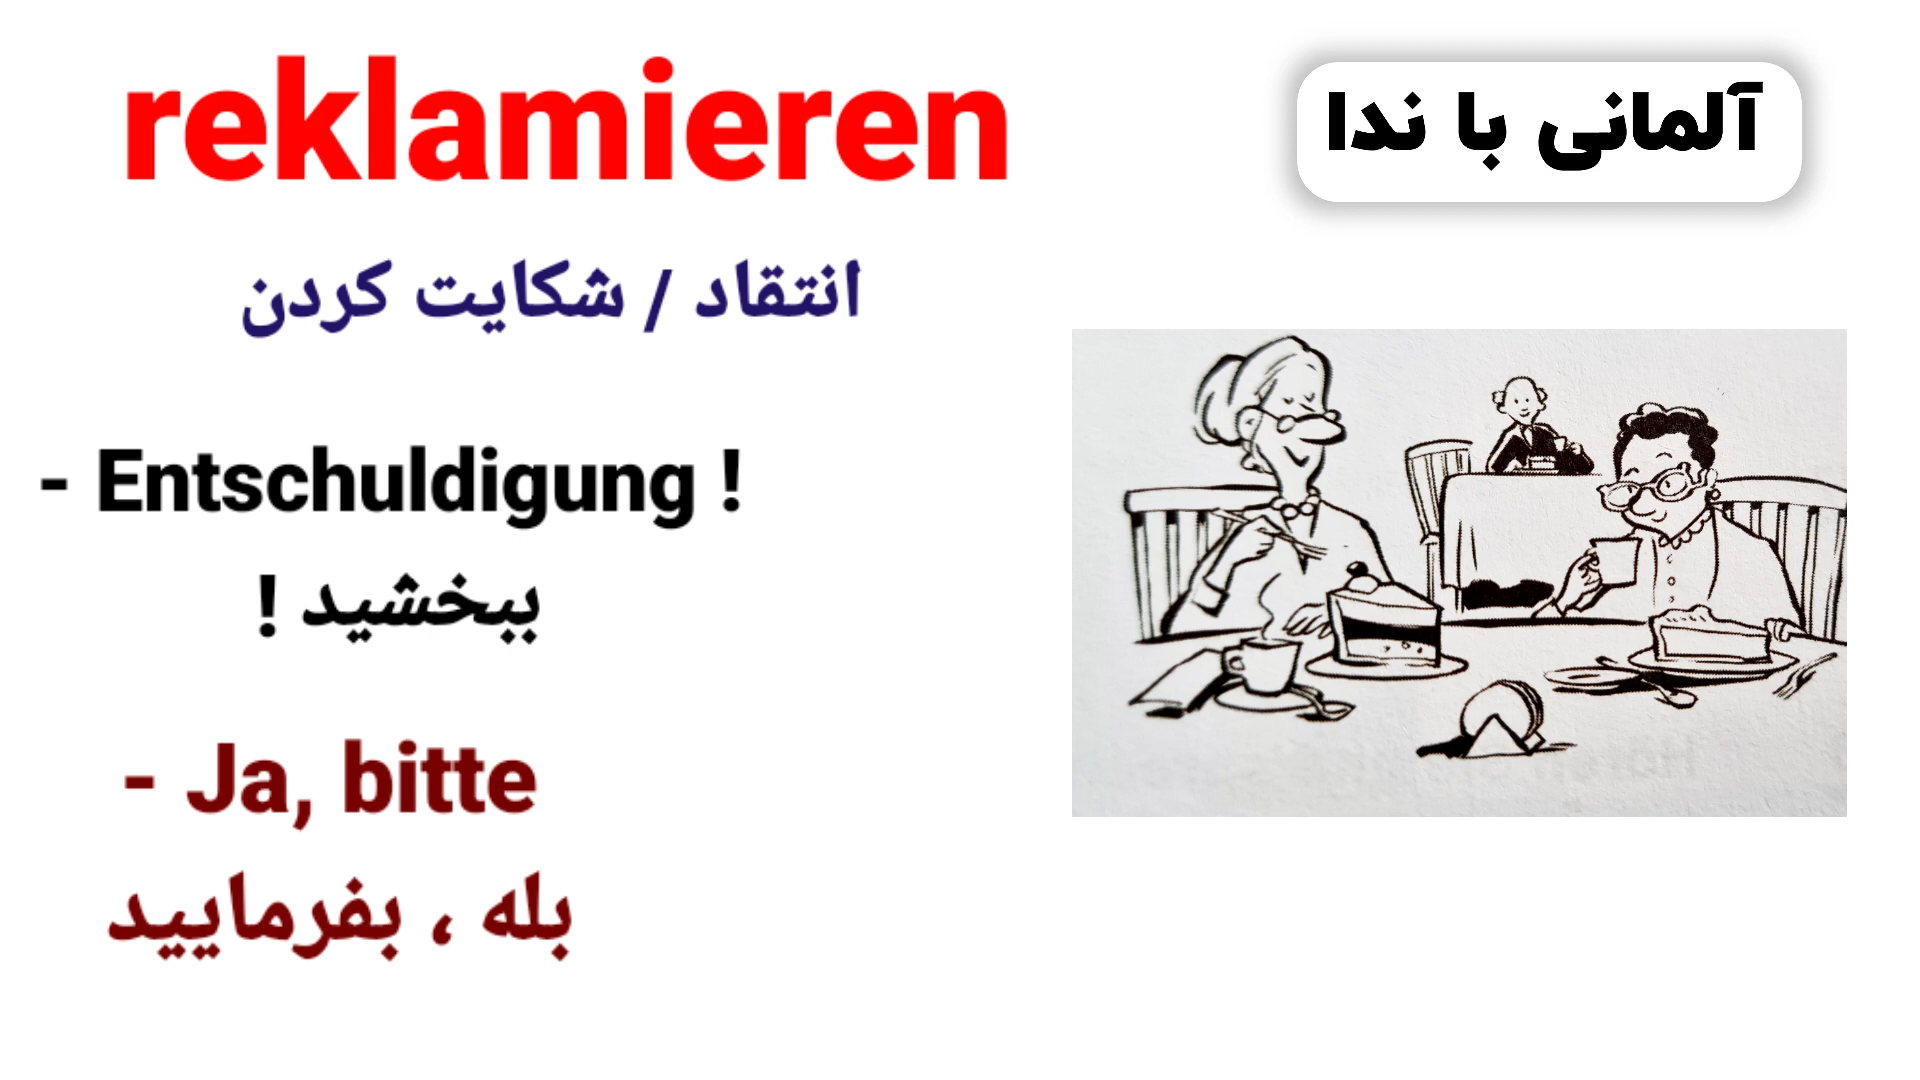 reklamieren
آلمانی با ندا
انتقاد / شکایت کردن
- Entschuldigung !
ببخشید !
- Ja, bitte
بله ، بفرمایید